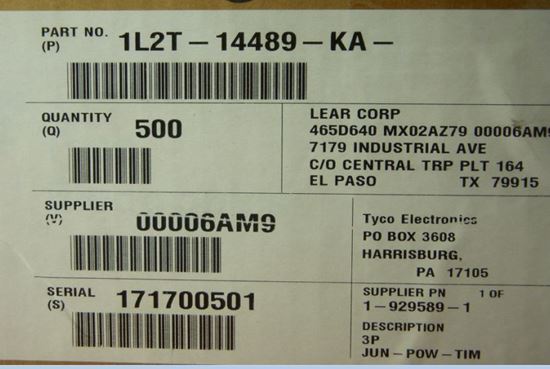 PART NO. 1L2T-14489-KA-
(P)
QUANTITY
(Q) 500
LEAR CORP
465D640 MX02AZ79 00006AM9
7179 INDUSTRIAL AVE
C/O CENTRAL TRP PLT 164
EL PASO TX 79915
SUPPLIER
(V) 00006AM9
Tyco Electronics
PO BOX 3608
HARRISBURG,
PA 17105
SERIAL
(S) 171700501
SUPPLIER PN 1 OF
1-929589-1
DESCRIPTION
3P
JUN-POW-TIM